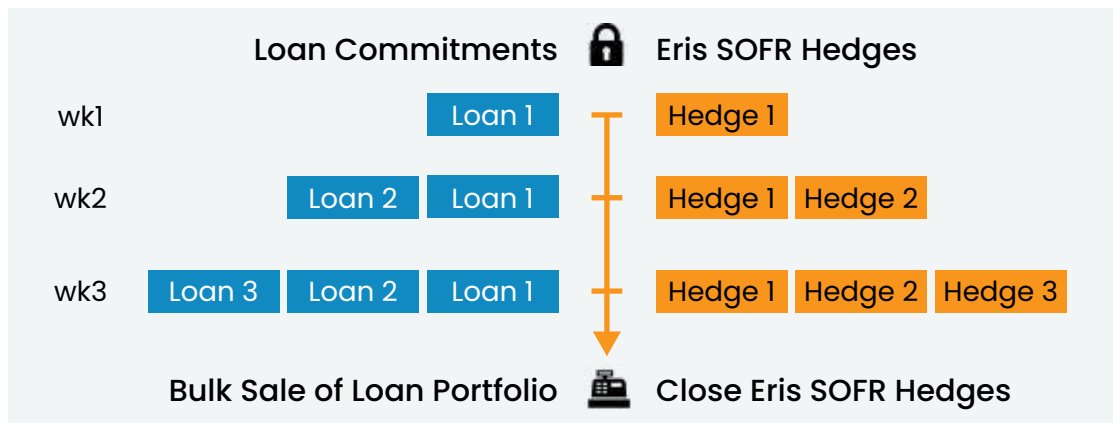 Loan Commitments Eris SOFR Hedges
wk1 Loan 1 Hedge 1
wk2 Loan 2 Loan 1 Hedge 1 Hedge 2
wk3 Loan 3 Loan 2 Loan 1 Hedge 1 Hedge 2 Hedge 3
Bulk Sale of Loan Portfolio Close Eris SOFR Hedges